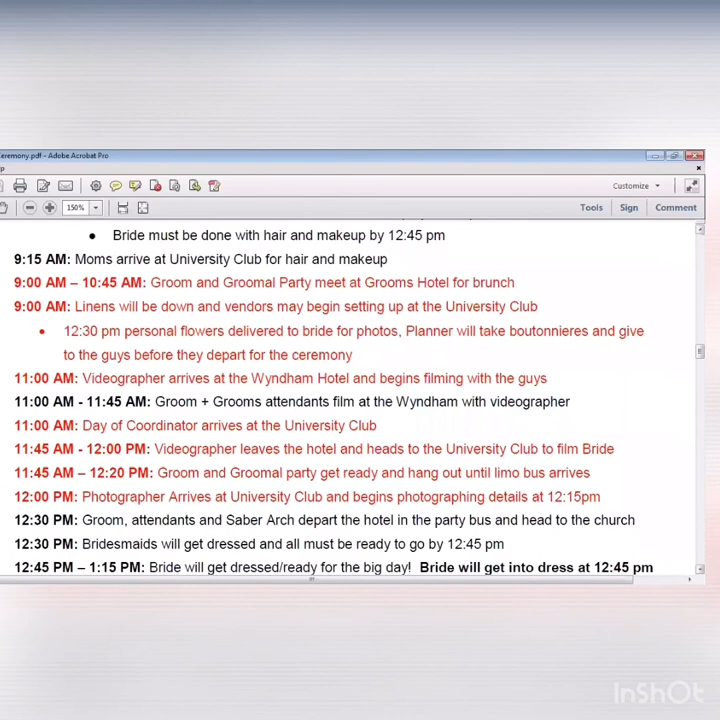 eremony.pdf - Adobe Acrobat Pro
p
Customize
150%
Tools Sign Comment
• Bride must be done with hair and makeup by 12:45 pm
9:15 AM: Moms arrive at University Club for hair and makeup
9:00 AM – 10:45 AM: Groom and Groomal Party meet at Grooms Hotel for brunch
9:00 AM: Linens will be down and vendors may begin setting up at the University Club
• 12:30 pm personal flowers delivered to bride for photos, Planner will take boutonnieres and give
to the guys before they depart for the ceremony
11:00 AM: Videographer arrives at the Wyndham Hotel and begins filming with the guys
11:00 AM - 11:45 AM: Groom + Grooms attendants film at the Wyndham with videographer
11:00 AM: Day of Coordinator arrives at the University Club
11:45 AM - 12:00 PM: Videographer leaves the hotel and heads to the University Club to film Bride
11:45 AM – 12:20 PM: Groom and Groomal party get ready and hang out until limo bus arrives
12:00 PM: Photographer Arrives at University Club and begins photographing details at 12:15pm
12:30 PM: Groom, attendants and Saber Arch depart the hotel in the party bus and head to the church
12:30 PM: Bridesmaids will get dressed and all must be ready to go by 12:45 pm
12:45 PM – 1:15 PM: Bride will get dressed/ready for the big day! Bride will get into dress at 12:45 pm
InShOt